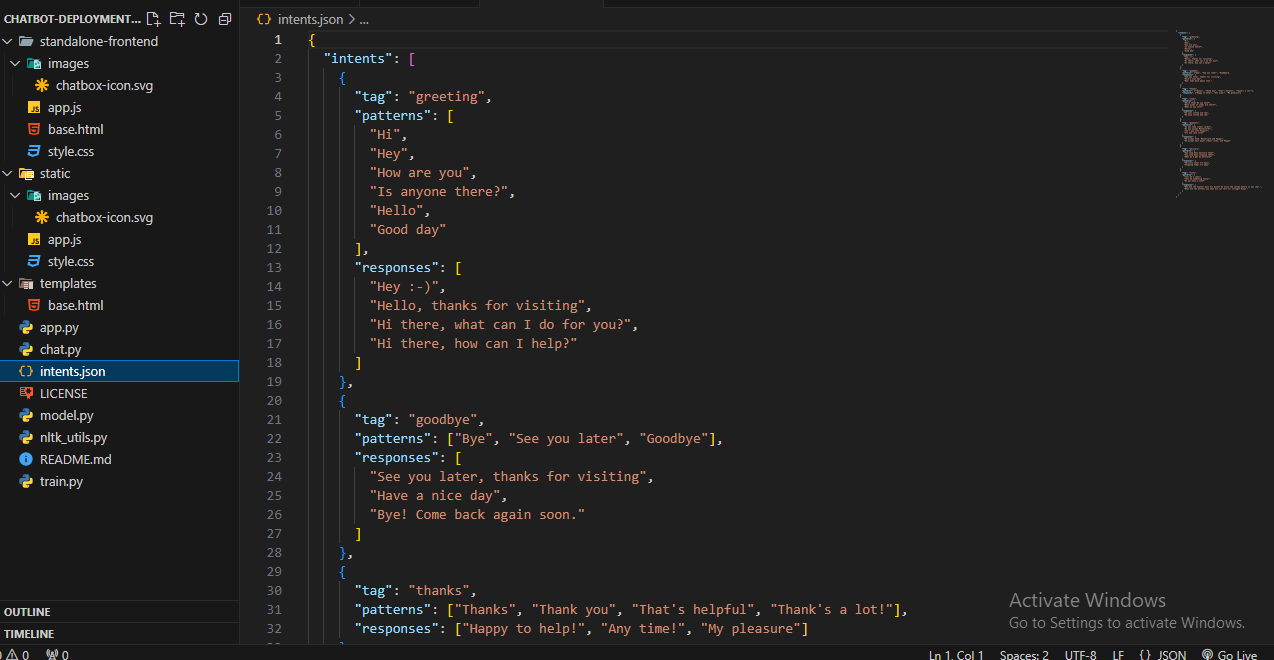 CHATBOT-DEPLOYMENT...
standalone-frontend
images
chatbox-icon.svg
app.js
base.html
style.css
static
images
chatbox-icon.svg
app.js
style.css
templates
base.html
app.py
chat.py
intents.json
LICENSE
model.py
nltk_utils.py
README.md
train.py
OUTLINE
TIMELINE
0 0
intents.json > ...
1 {
2 "intents": [
3 {
4 "tag": "greeting",
5 "patterns": [
6 "Hi",
7 "Hey",
8 "How are you",
9 "Is anyone there?",
10 "Hello",
11 "Good day"
12 ],
13 "responses": [
14 "Hey :-)",
15 "Hello, thanks for visiting",
16 "Hi there, what can I do for you?",
17 "Hi there, how can I help?"
18 ]
19 },
20 {
21 "tag": "goodbye",
22 "patterns": ["Bye", "See you later", "Goodbye"],
23 "responses": [
24 "See you later, thanks for visiting",
25 "Have a nice day",
26 "Bye! Come back again soon."
27 ]
28 },
29 {
30 "tag": "thanks",
31 "patterns": ["Thanks", "Thank you", "That's helpful", "Thank's a lot!"],
32 "responses": ["Happy to help!", "Any time!", "My pleasure"]
Activate Windows
Go to Settings to activate Windows.
Ln 1, Col 1 Spaces: 2 UTF-8 LF {} JSON Go Live